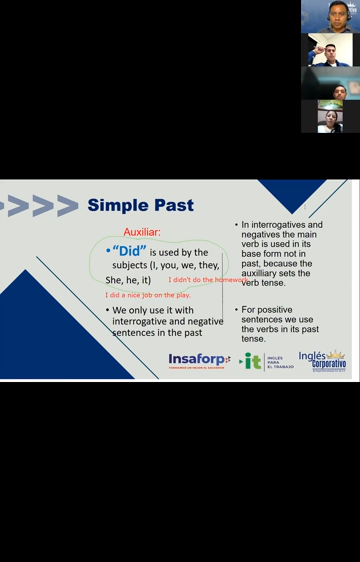 Simple Past
Auxiliar:
• “Did” is used by the
subjects (I, you, we, they,
She, he, it)
I didn't do the homework
I did a nice job on the play.
• We only use it with
interrogative and negative
sentences in the past
• In interrogatives and
negatives the main
verb is used in its
base form not in
past, because the
auxilliary sets the
verb tense.
• For possitive
sentences we use
the verbs in its past
tense.
Insaforp
it
INGLÉS
PARA
EL TRABAJO
Inglés
corporativo